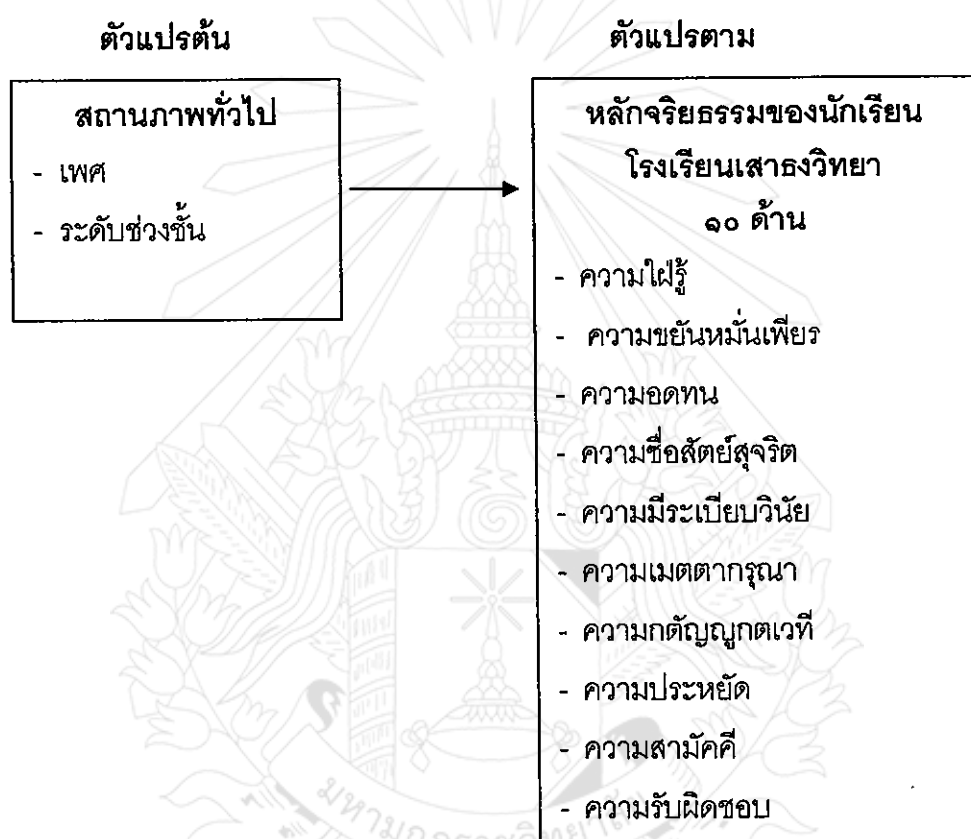 ตัวแปรต้น
สถานภาพทั่วไป
- เพศ
- ระดับช่วงชั้น
ตัวแปรตาม
หลักจริยธรรมของนักเรียน
โรงเรียนเสาธงวิทยา
๑๐ ด้าน
- ความใฝ่รู้
- ความขยันหมั่นเพียร
- ความอดทน
- ความซื่อสัตย์สุจริต
- ความมีระเบียบวินัย
- ความเมตตากรุณา
- ความกตัญญูกตเวที
- ความประหยัด
- ความสามัคคี
- ความรับผิดชอบ